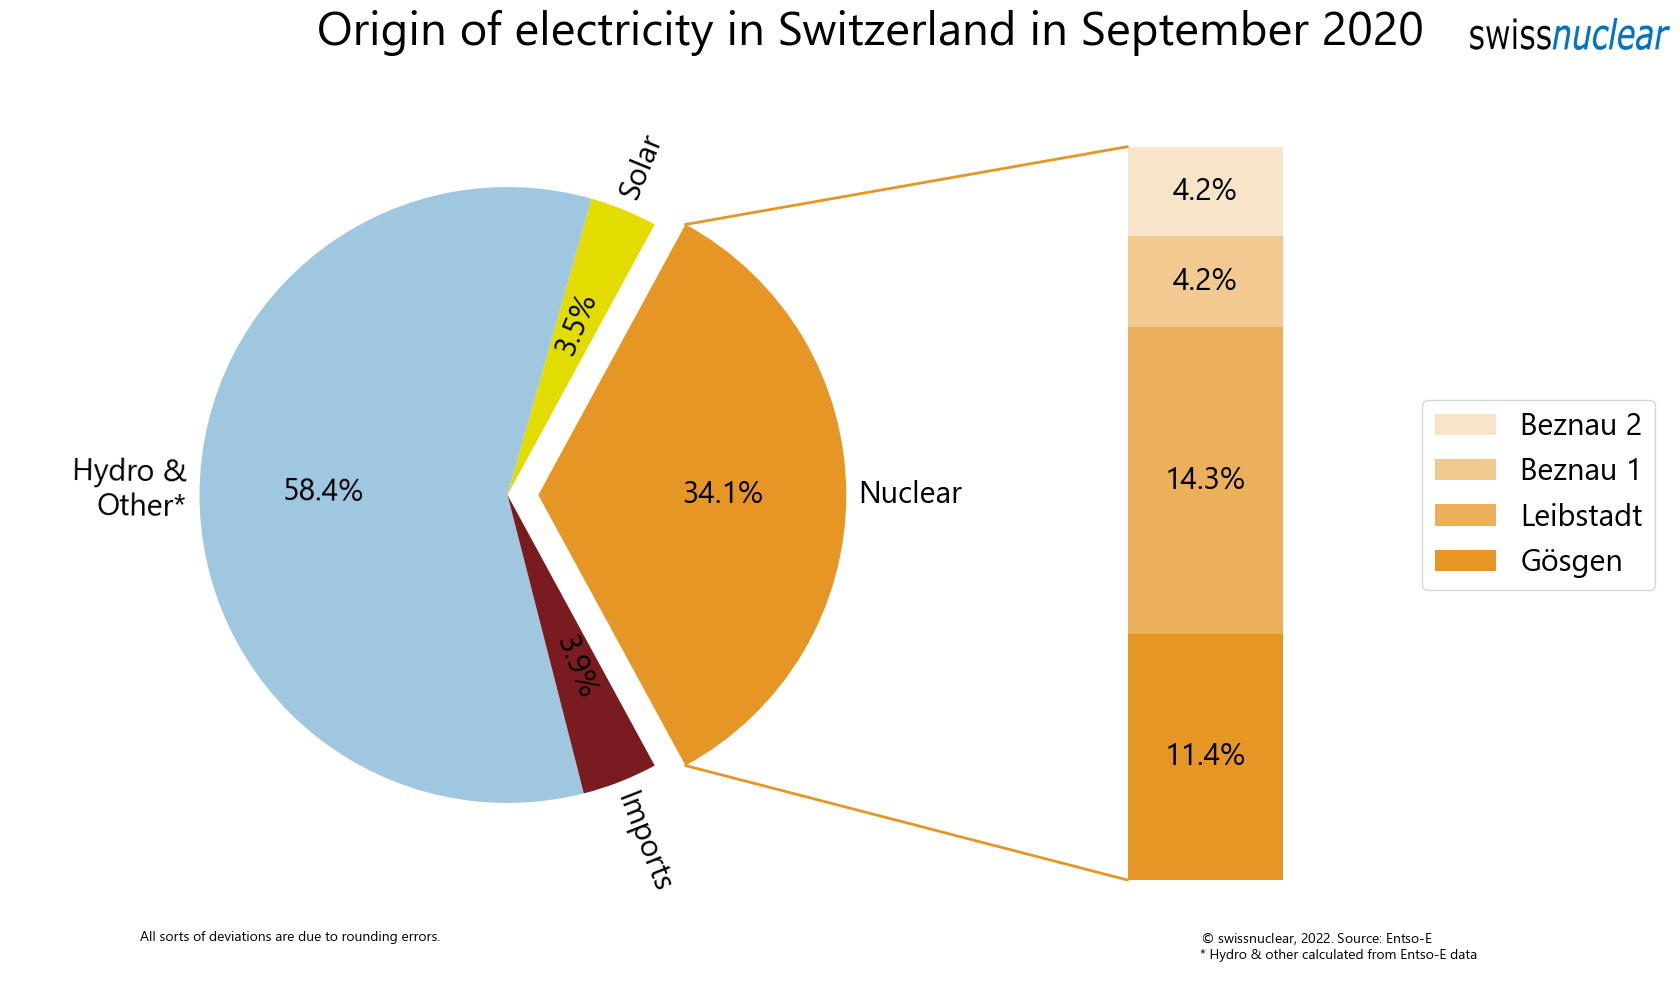 Origin of electricity in Switzerland in September 2020
swissnuclear
Solar
3.5%
Hydro &
Other*
58.4%
34.1%
Nuclear
3.9%
Imports
4.2%
4.2%
14.3%
11.4%
Beznau 2
Beznau 1
Leibstadt
Gösgen
All sorts of deviations are due to rounding errors.
© swissnuclear, 2022. Source: Entso-E
* Hydro & other calculated from Entso-E data